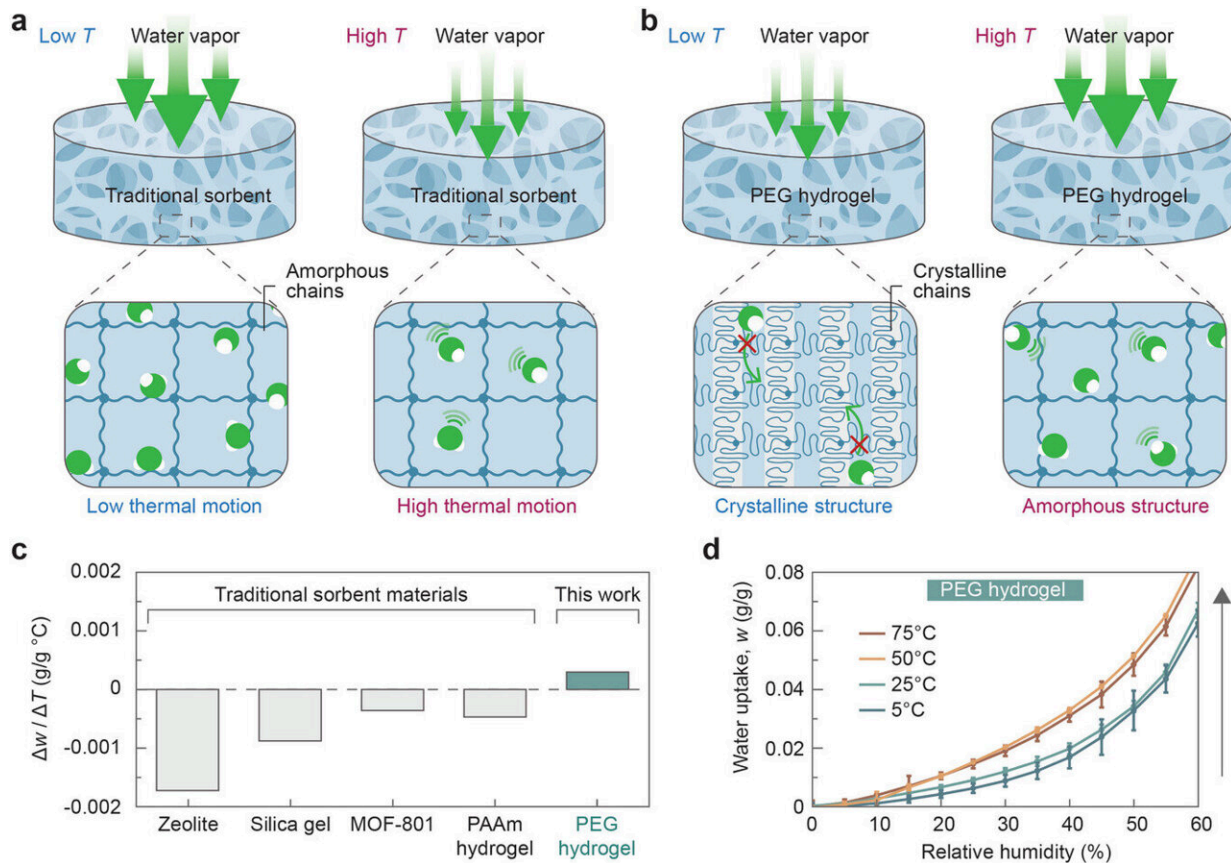 a
Low T Water vapor
High T Water vapor
Traditional sorbent
Traditional sorbent
Amorphous
chains
Low thermal motion
High thermal motion
b
Low T Water vapor
High T Water vapor
PEG hydrogel
PEG hydrogel
Crystalline
chains
Crystalline structure
Amorphous structure
c
Δw / ΔT (g/g °C)
0.002
0.001
0
-0.001
-0.002
Traditional sorbent materials
This work
Zeolite
Silica gel
MOF-801
PAAm
hydrogel
PEG
hydrogel
d
Water uptake, w (g/g)
0.08
0.06
0.04
0.02
0
PEG hydrogel
75°C
50°C
25°C
5°C
0 10 20 30 40 50 60
Relative humidity (%)